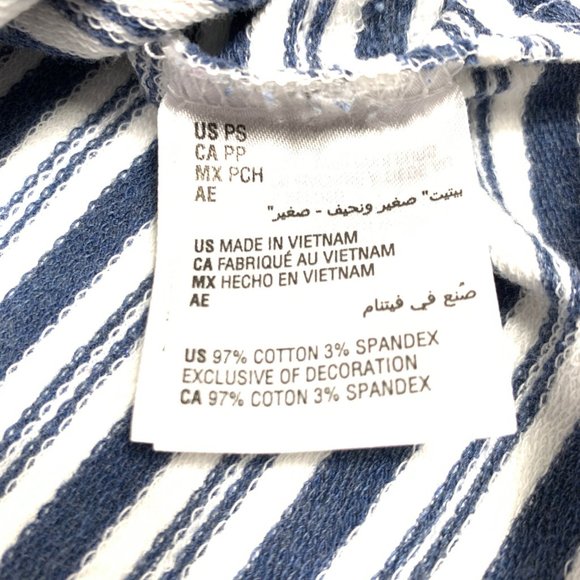 US PS
CA PP
MX PCH
AE
بيتيت" صغير ونحيف - صغير"
US MADE IN VIETNAM
CA FABRIQUÉ AU VIETNAM
MX HECHO EN VIETNAM
AE صُنع في فيتنام
US 97% COTTON 3% SPANDEX
EXCLUSIVE OF DECORATION
CA 97% COTON 3% SPANDEX